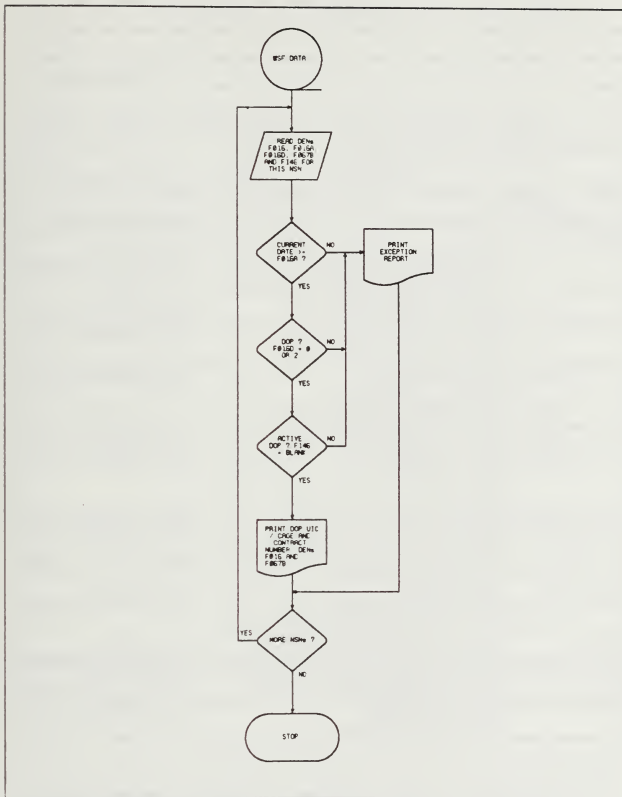 WSF DATA
READ DENs
F016, F016A,
F016D, F067B
AND F146 FOR
THIS NSN
CURRENT
DATE >=
F016A ?
NO
PRINT
EXCEPTION
REPORT
YES
DOP ?
F016D = 0
OR 2
NO
YES
ACTIVE
DOP ? F146
= BLANK
NO
YES
PRINT DOP UIC
/ CAGE AND
CONTRACT
NUMBER DENs
F016 AND
F067B
YES
MORE NSNs ?
NO
STOP